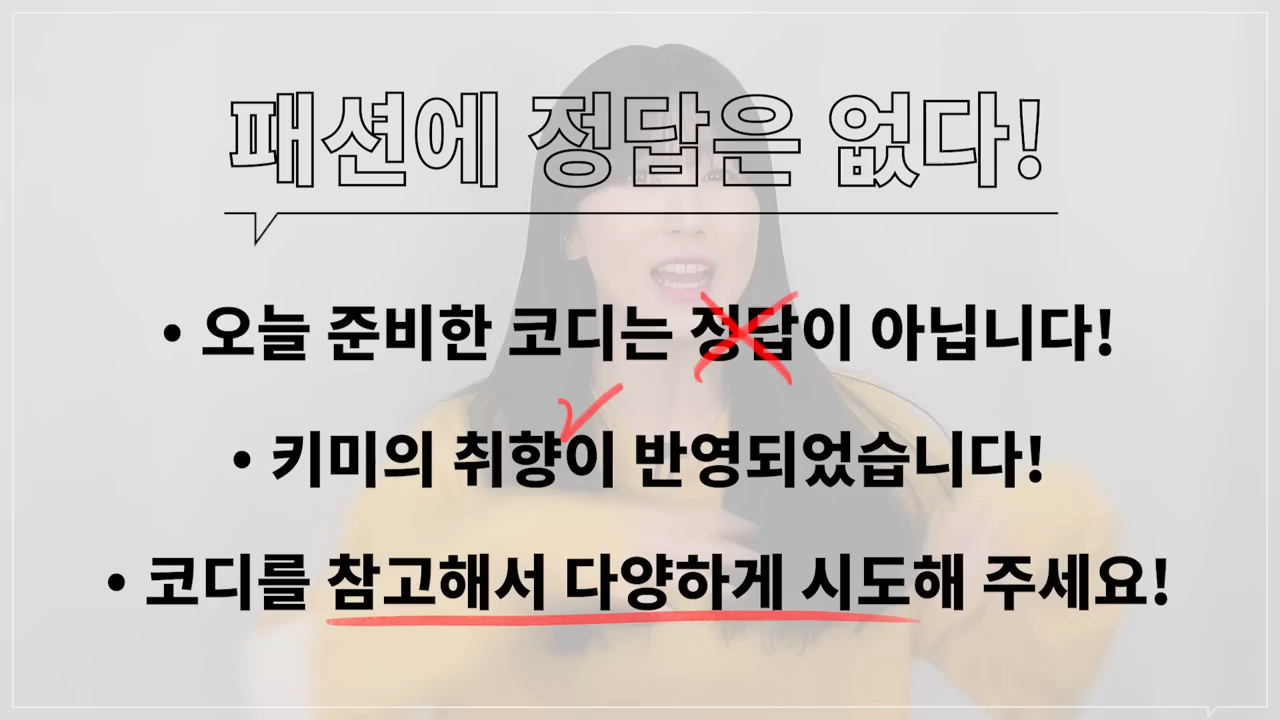 패션에 정답은 없다!
• 오늘 준비한 코디는 정답이 아닙니다!
• 키미의 취향이 반영되었습니다!
• 코디를 참고해서 다양하게 시도해 주세요!